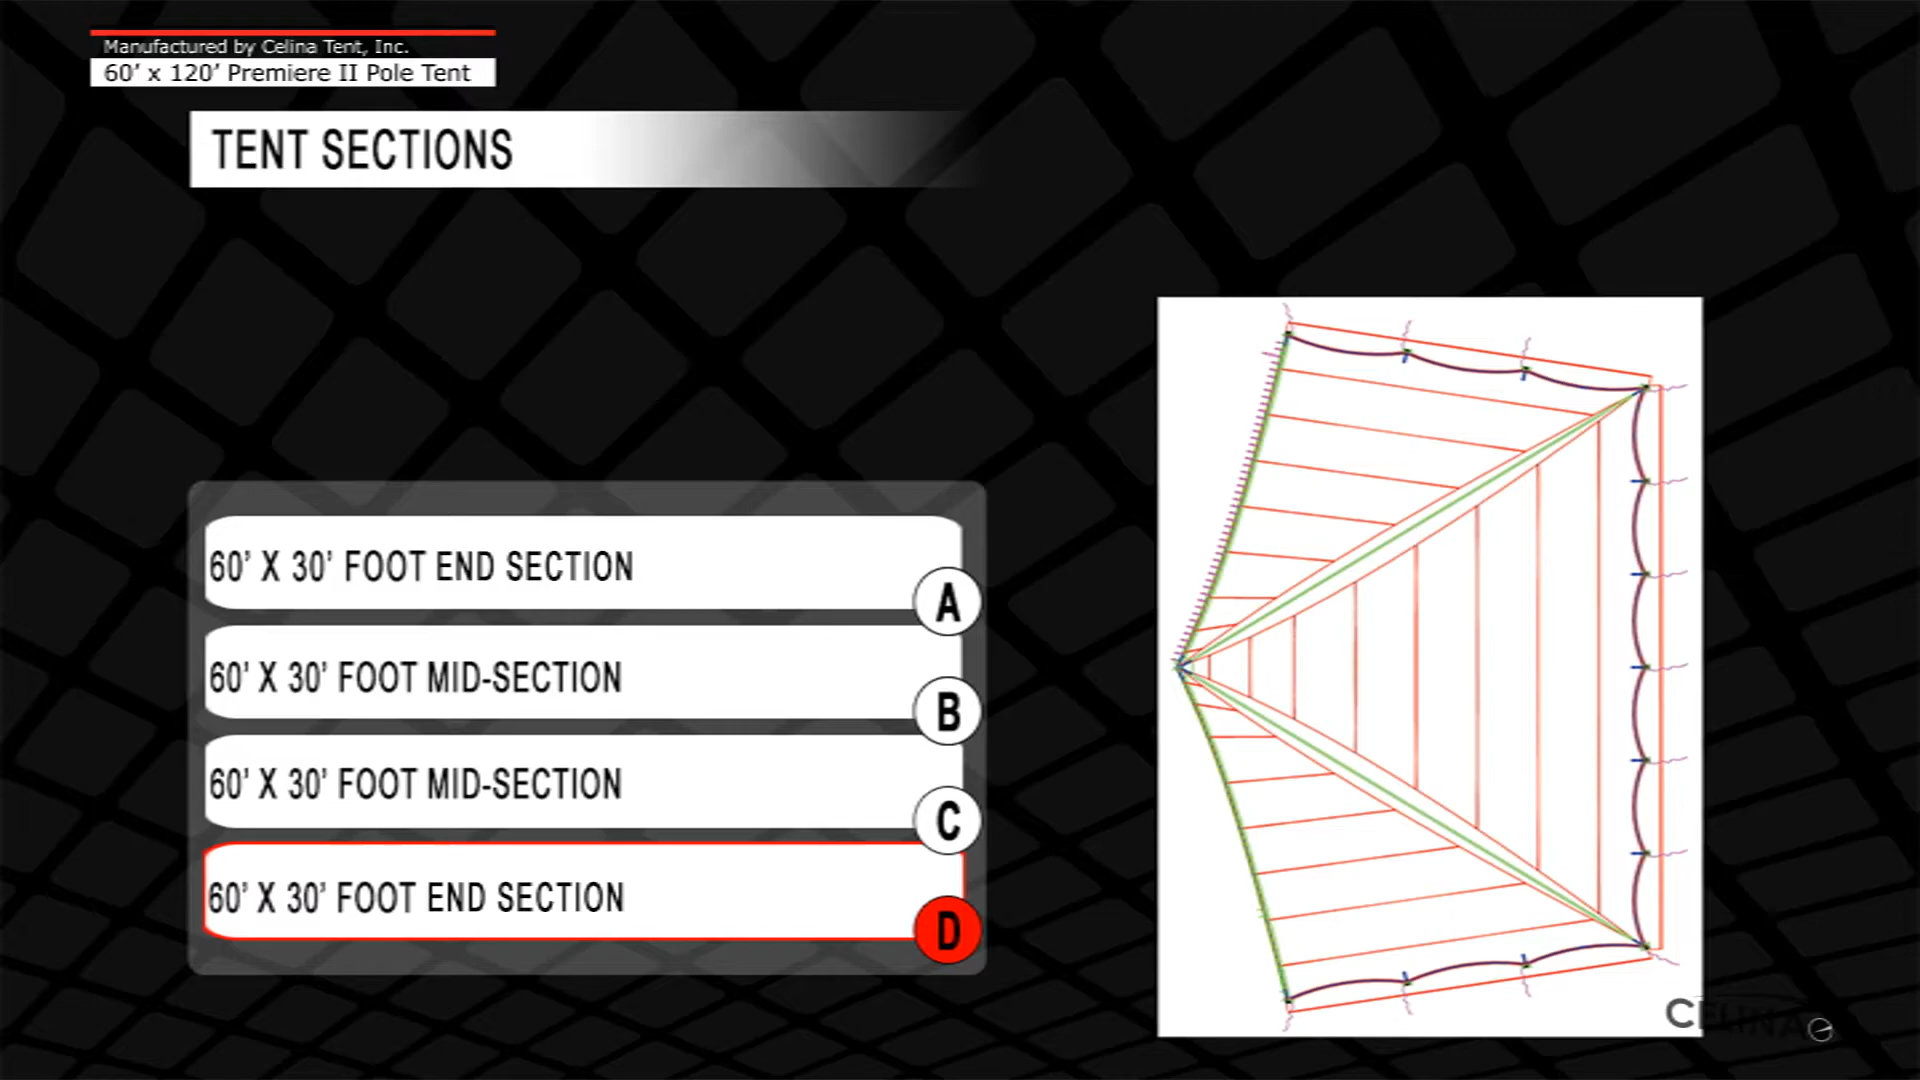 Manufactured by Celina Tent, Inc.
60’ x 120’ Premiere II Pole Tent
TENT SECTIONS
60’ X 30’ FOOT END SECTION
A
60’ X 30’ FOOT MID-SECTION
B
60’ X 30’ FOOT MID-SECTION
C
60’ X 30’ FOOT END SECTION
D
CELINA